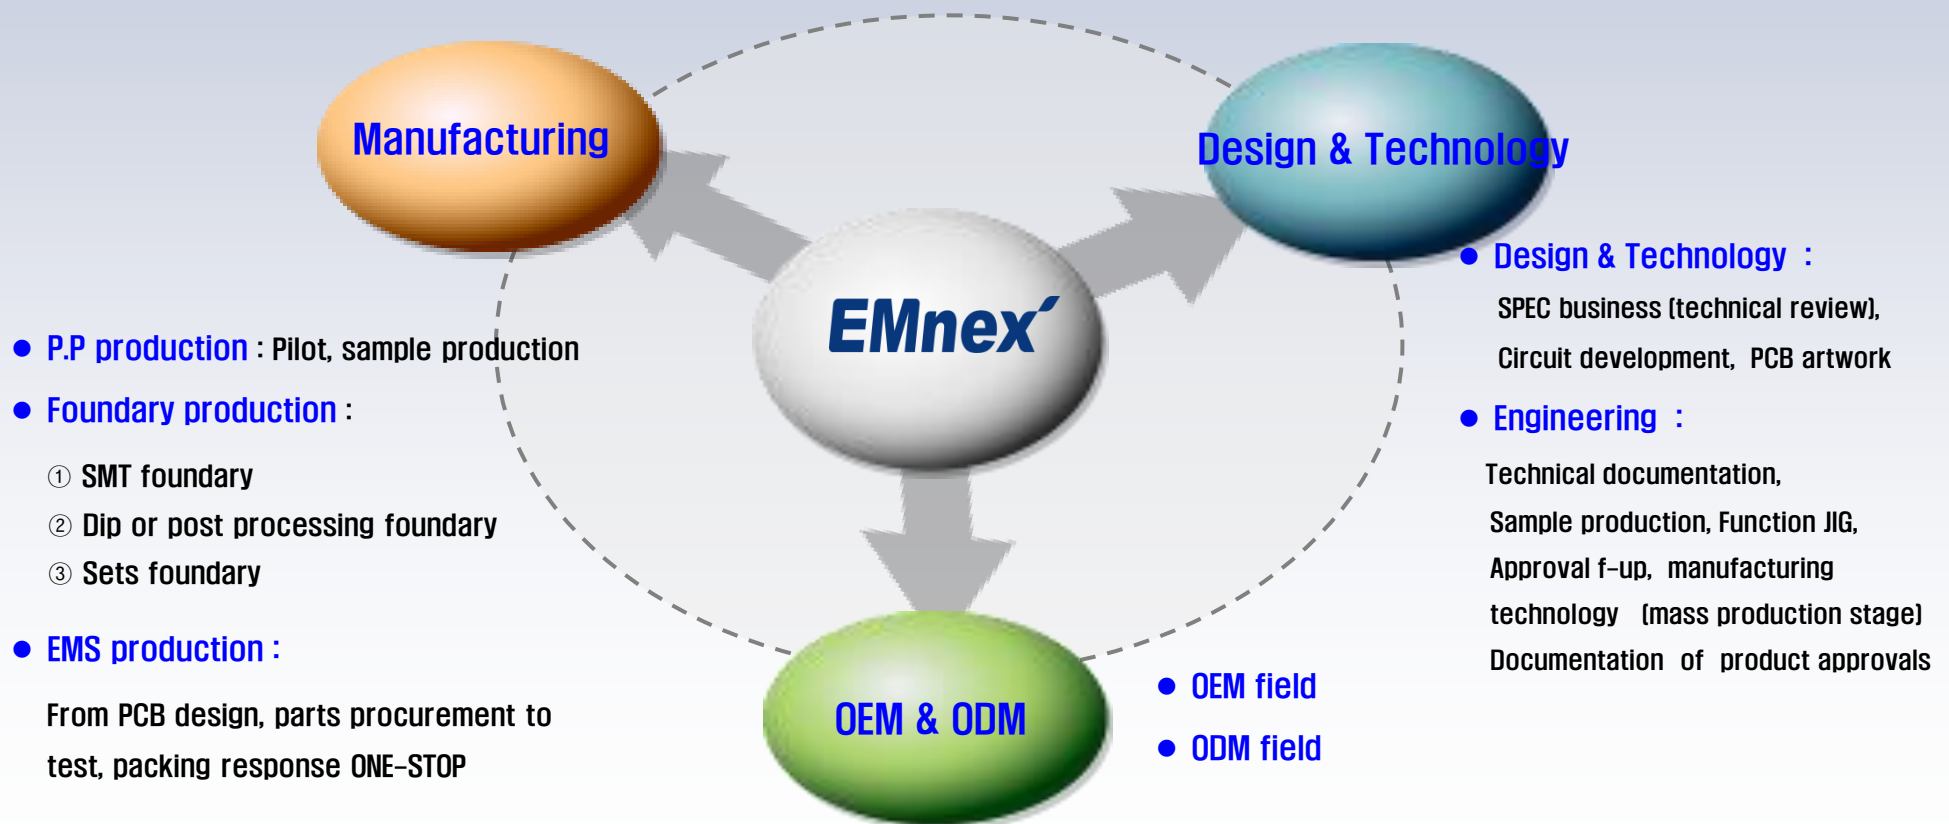 Manufacturing
Design & Technology
EMnex
● P.P production : Pilot, sample production
● Foundary production :
① SMT foundary
② Dip or post processing foundary
③ Sets foundary
● EMS production :
From PCB design, parts procurement to
test, packing response ONE-STOP
● Design & Technology :
SPEC business (technical review),
Circuit development, PCB artwork
● Engineering :
Technical documentation,
Sample production, Function JIG,
Approval f-up, manufacturing
technology (mass production stage)
Documentation of product approvals
OEM & ODM
● OEM field
● ODM field